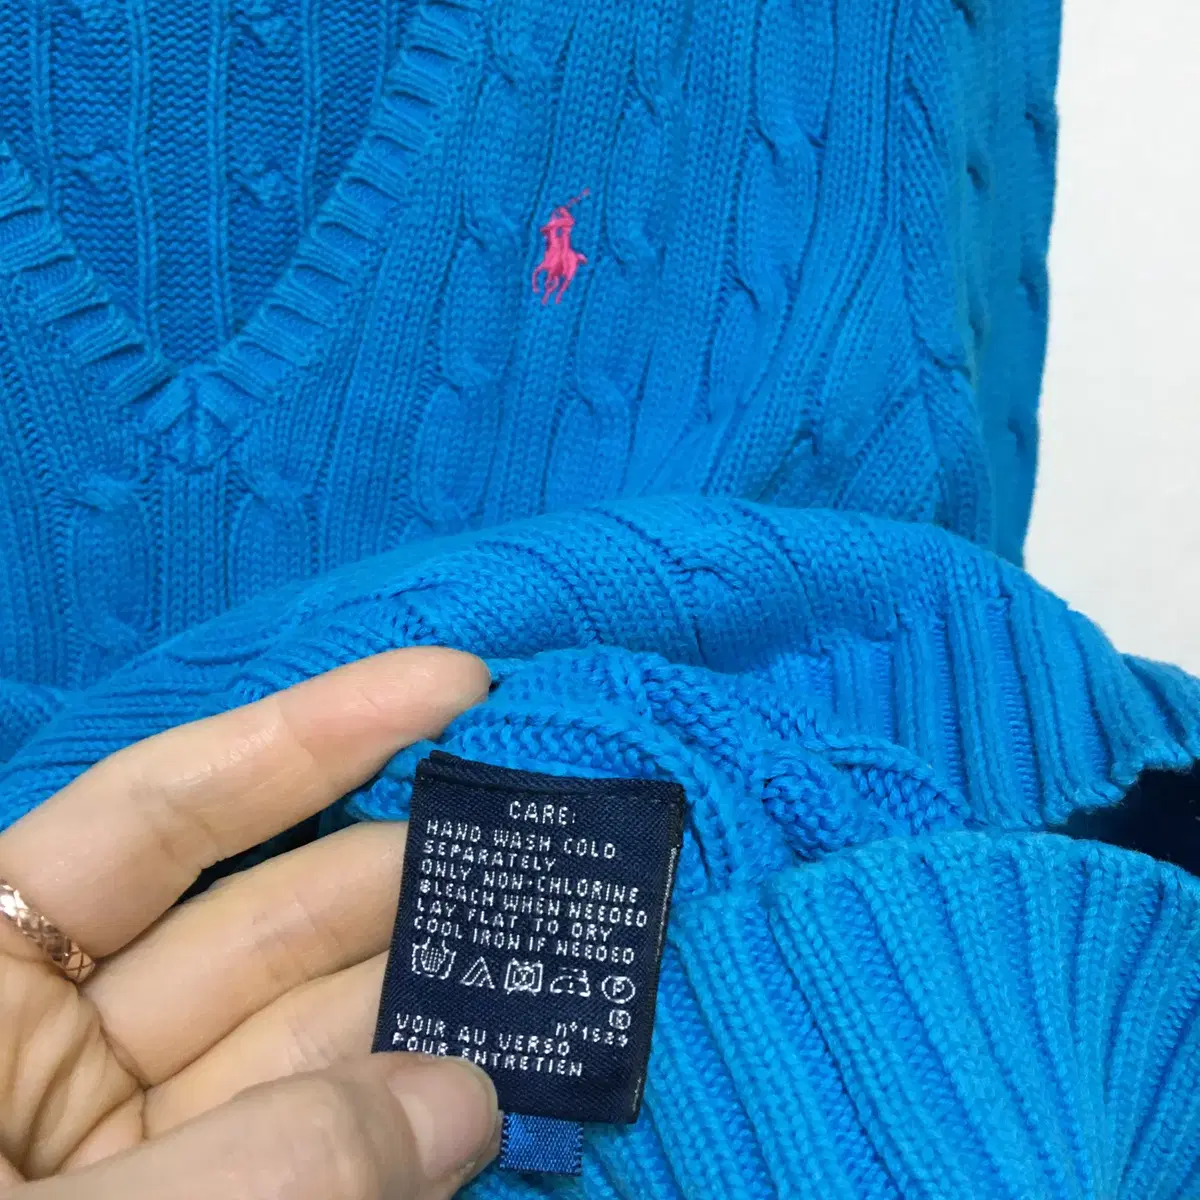 CARE:
HAND WASH COLD
SEPARATELY
ONLY NON-CHLORINE
BLEACH WHEN NEEDED
LAY FLAT TO DRY
COOL IRON IF NEEDED
P
K
n° 1529
VOIR AU VERSO
POUR ENTRETIEN